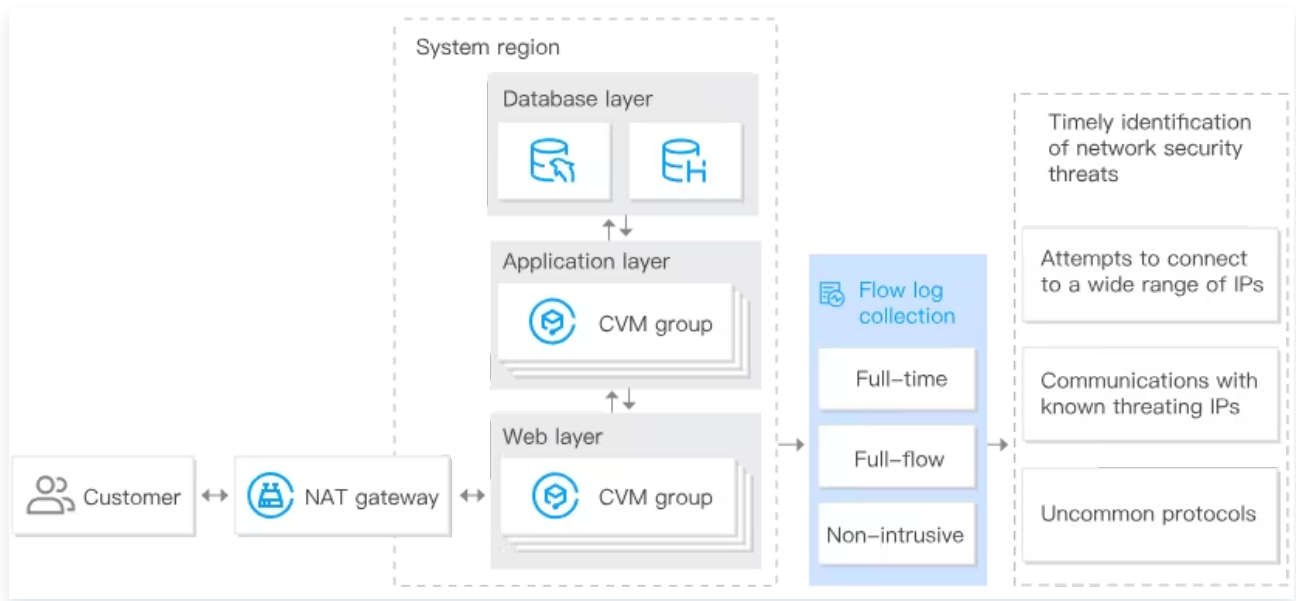 System region
Database layer
Application layer
CVM group
Web layer
CVM group
Customer
NAT gateway
Flow log
collection
Full-time
Full-flow
Non-intrusive
Timely identification
of network security
threats
Attempts to connect
to a wide range of IPs
Communications with
known threating IPs
Uncommon protocols